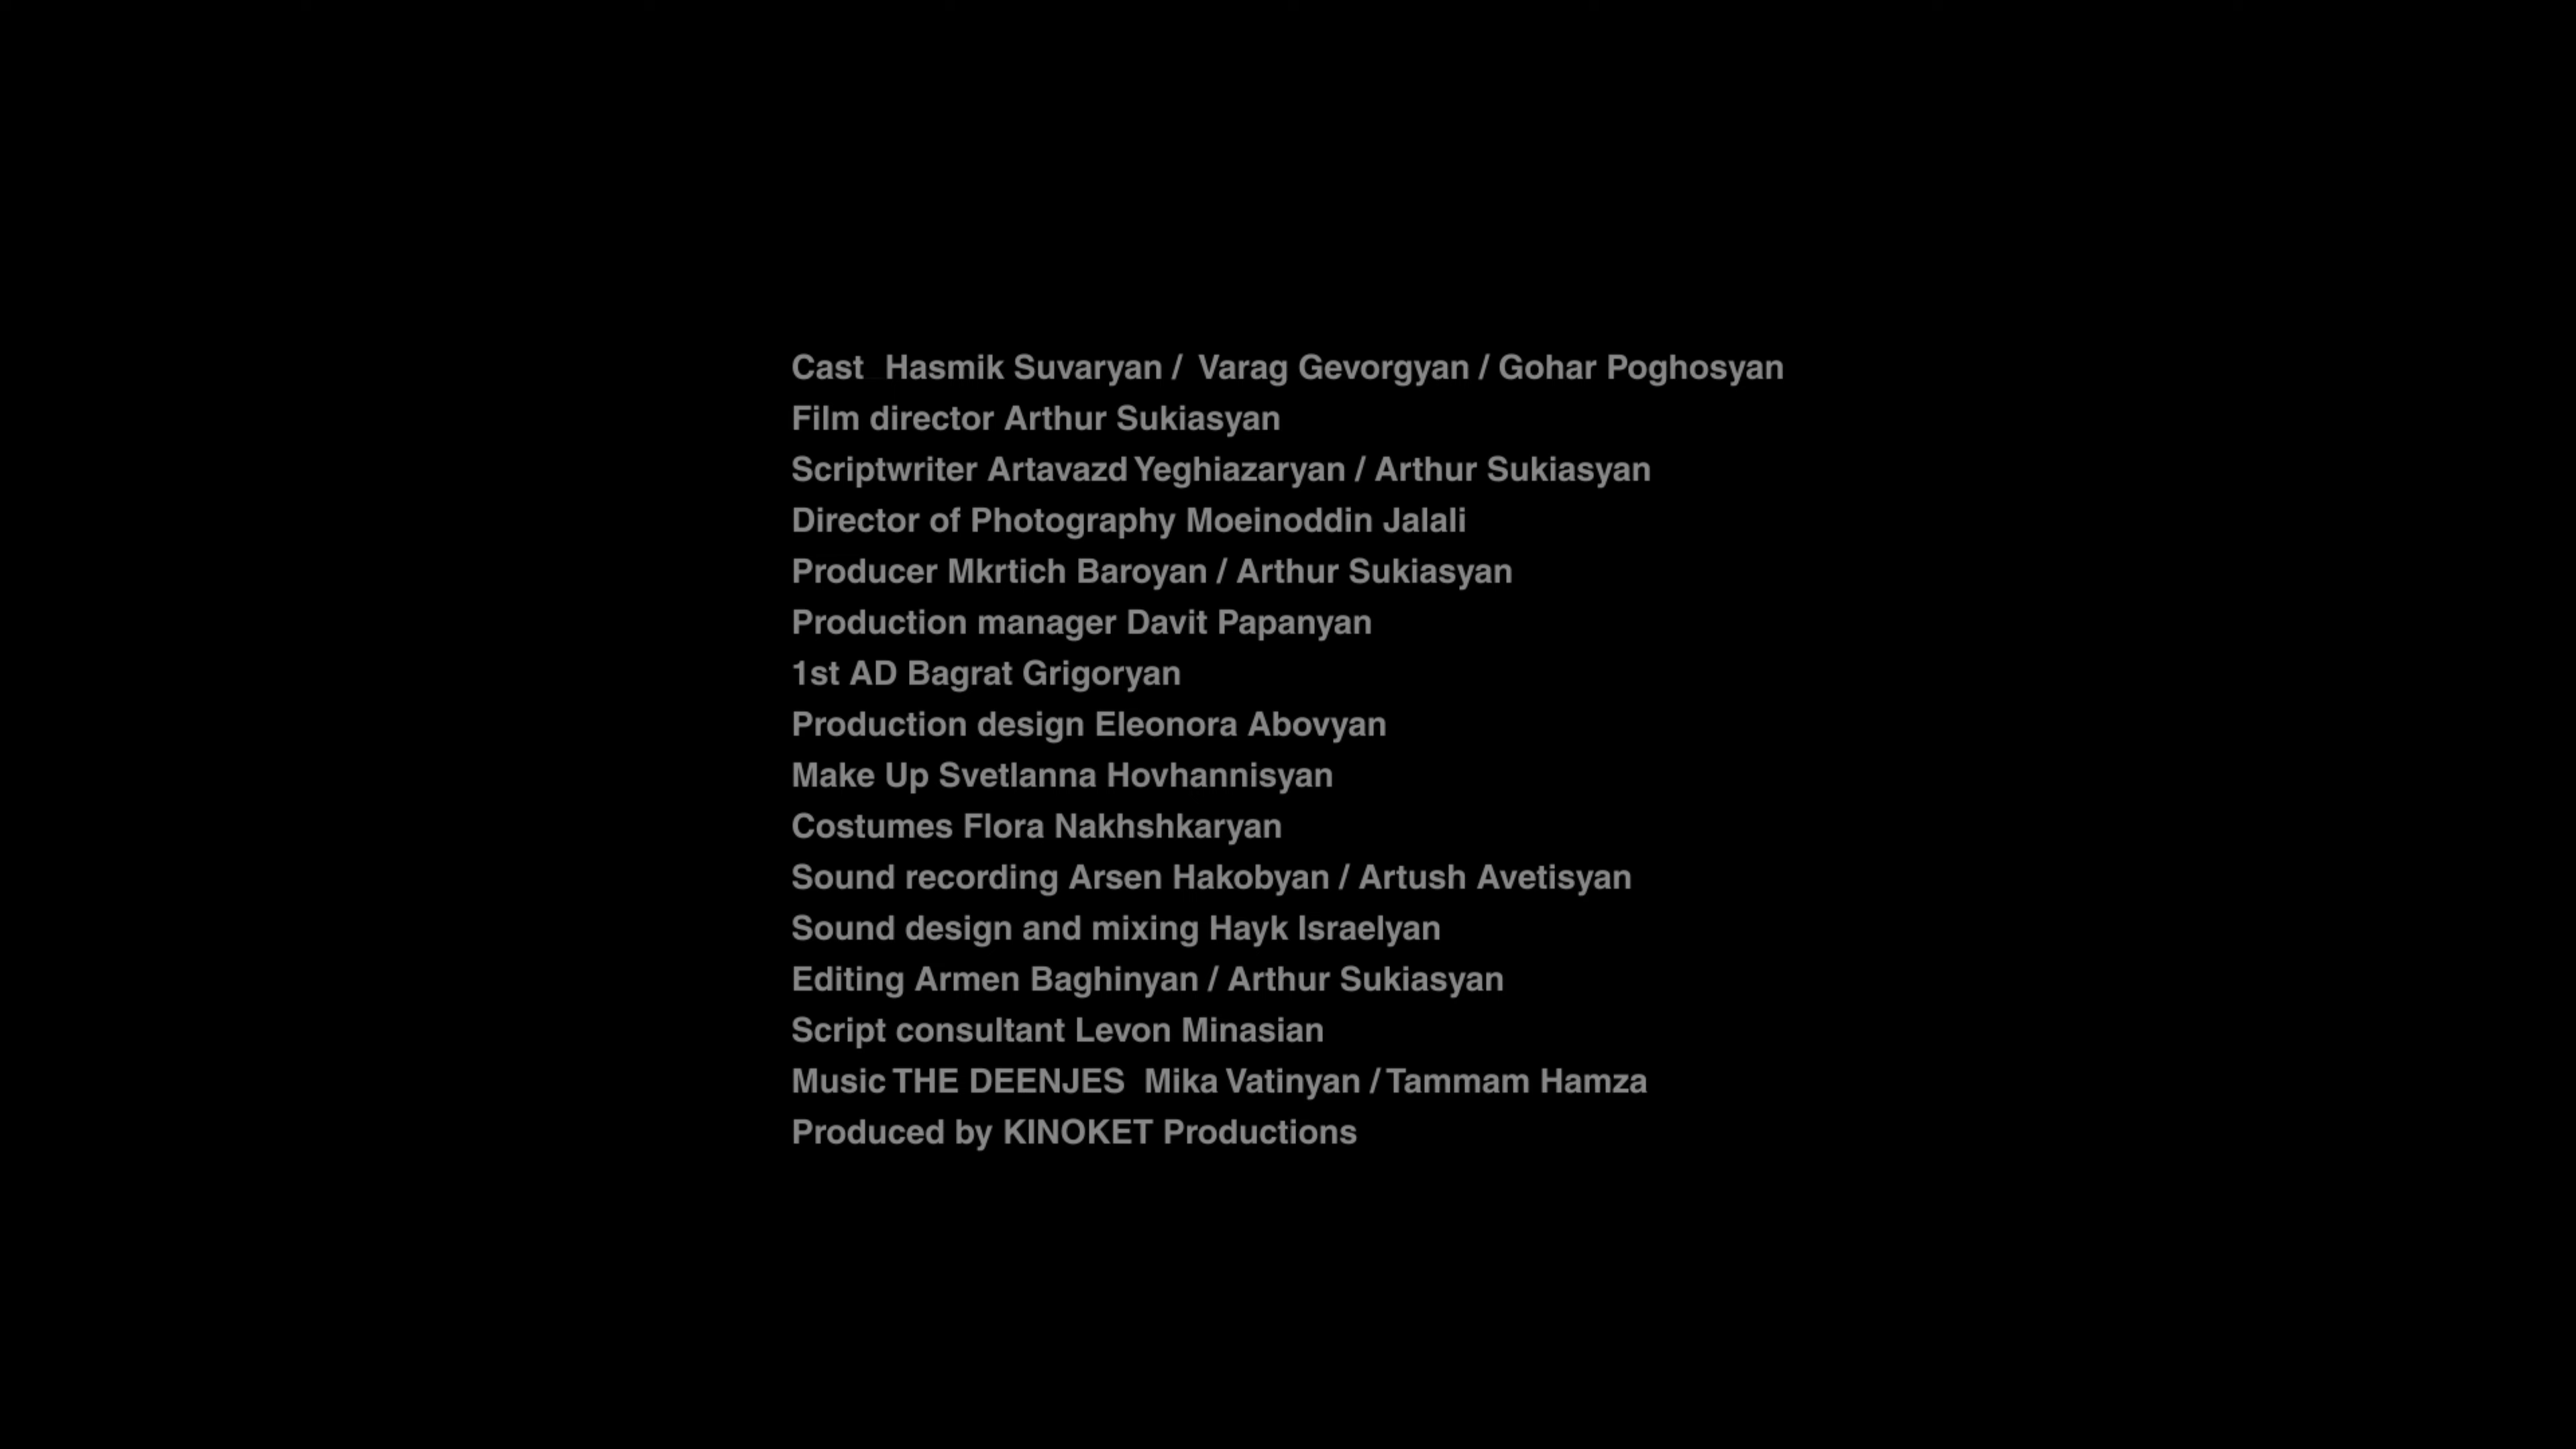 Cast  Hasmik Suvaryan /  Varag Gevorgyan / Gohar Poghosyan
Film director Arthur Sukiasyan
Scriptwriter Artavazd Yeghiazaryan / Arthur Sukiasyan
Director of Photography Moeinoddin Jalali
Producer Mkrtich Baroyan / Arthur Sukiasyan
Production manager Davit Papanyan
1st AD Bagrat Grigoryan
Production design Eleonora Abovyan
Make Up Svetlanna Hovhannisyan
Costumes Flora Nakhshkaryan
Sound recording Arsen Hakobyan / Artush Avetisyan
Sound design and mixing Hayk Israelyan
Editing Armen Baghinyan / Arthur Sukiasyan
Script consultant Levon Minasian
Music THE DEENJES  Mika Vatinyan / Tammam Hamza
Produced by KINOKET Productions